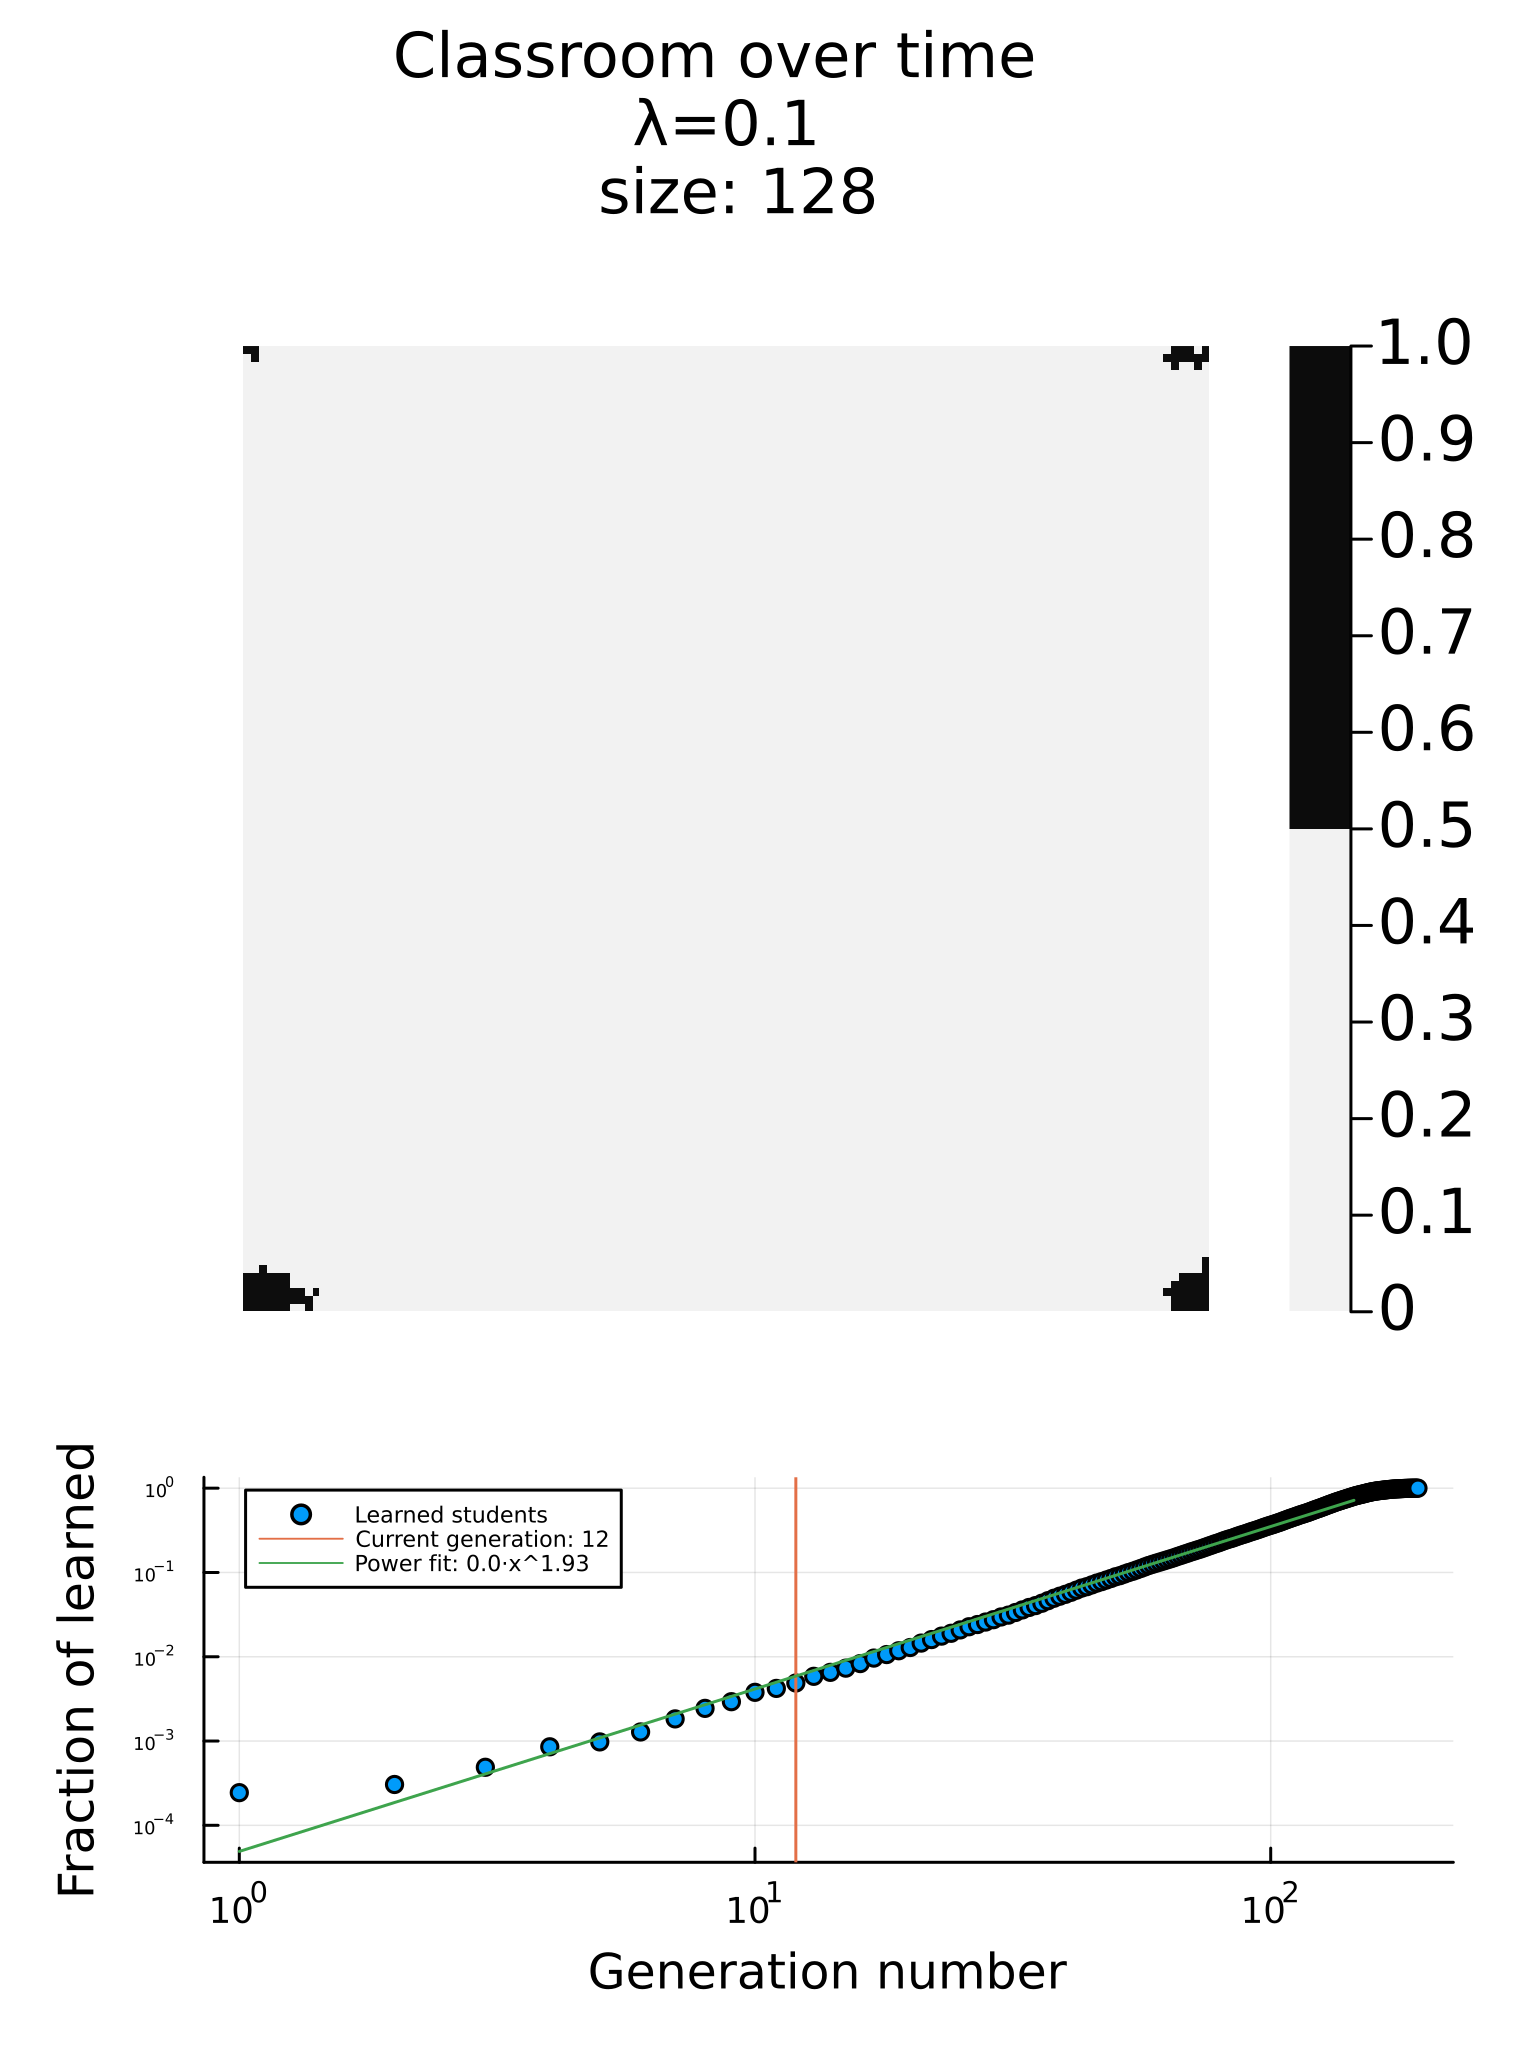 Classroom over time
λ=0.1
size: 128
1.0
0.9
0.8
0.7
0.6
0.5
0.4
0.3
0.2
0.1
0
Fraction of learned
10^0
10^-1
10^-2
10^-3
10^-4
Learned students
Current generation: 12
Power fit: 0.0·x^1.93
10^0 10^1 10^2
Generation number